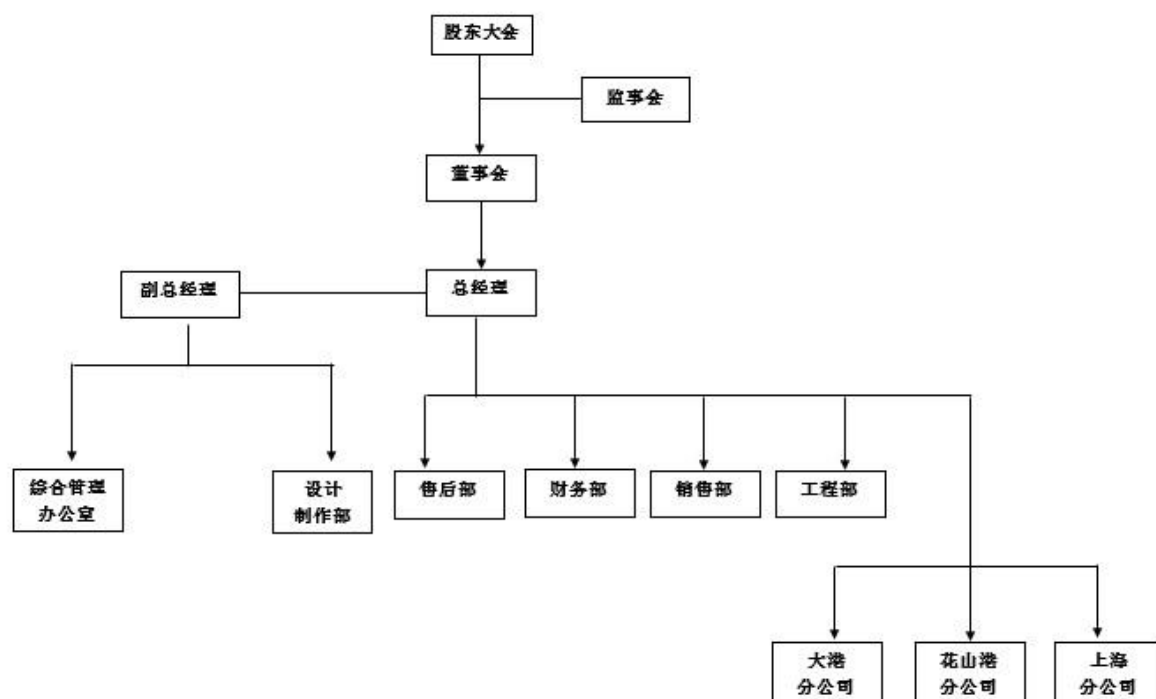 股东大会
监事会
董事会
副总经理
总经理
综合管理
办公室
设计
制作部
售后部
财务部
销售部
工程部
大港
分公司
花山港
分公司
上海
分公司